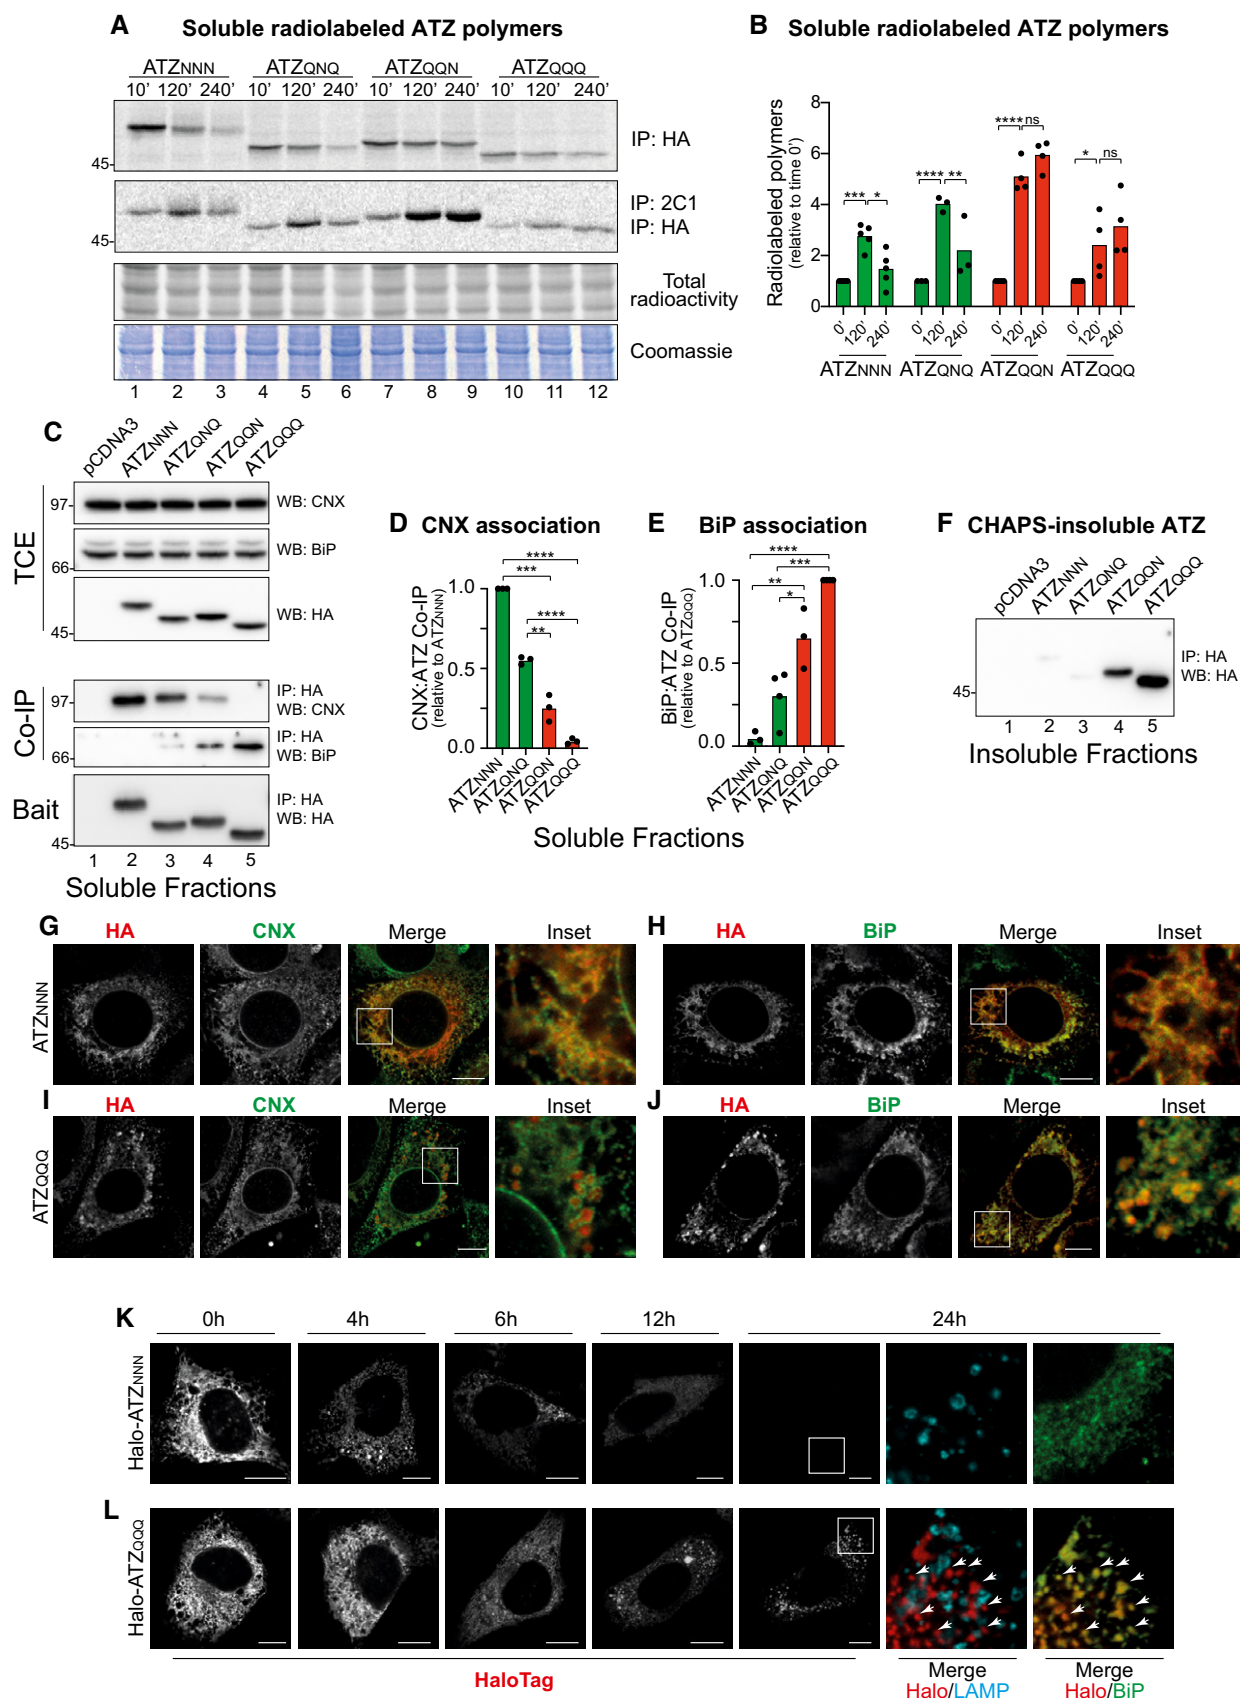 A Soluble radiolabeled ATZ polymers
ATZNNN ATZQNQ ATZQQN ATZQQQ
10' 120' 240' 10' 120' 240' 10' 120' 240' 10' 120' 240'
IP: HA
45-
IP: 2C1
IP: HA
45-
Total
radioactivity
Coomassie
1 2 3 4 5 6 7 8 9 10 11 12
B Soluble radiolabeled ATZ polymers
Radiolabeled polymers
(relative to time 0')
8
6
4
2
0
*** *
**** **
**** ns
* ns
0' 120' 240' 0' 120' 240' 0' 120' 240' 0' 120' 240'
ATZNNN ATZQNQ ATZQQN ATZQQQ
C
pCDNA3 ATZNNN ATZQNQ ATZQQN ATZQQQ
TCE
97- WB: CNX
WB: BiP
66-
WB: HA
45-
Co-IP
97- IP: HA
WB: CNX
IP: HA
WB: BiP
66-
Bait
IP: HA
WB: HA
45-
1 2 3 4 5
Soluble Fractions
D CNX association
CNX:ATZ Co-IP
(relative to ATZNNN)
1.0
0.5
0.0
****
***
****
**
ATZNNN ATZQNQ ATZQQN ATZQQQ
E BiP association
BiP:ATZ Co-IP
(relative to ATZQQQ)
1.0
0.5
0.0
****
***
**
*
ATZNNN ATZQNQ ATZQQN ATZQQQ
Soluble Fractions
F CHAPS-insoluble ATZ
pCDNA3 ATZNNN ATZQNQ ATZQQN ATZQQQ
IP: HA
WB: HA
45-
1 2 3 4 5
Insoluble Fractions
G HA CNX Merge Inset
ATZNNN
H HA BiP Merge Inset
I HA CNX Merge Inset
ATZQQQ
J HA BiP Merge Inset
K 0h 4h 6h 12h 24h
Halo-ATZNNN
L
Halo-ATZQQQ
HaloTag
Merge
Halo/LAMP
Merge
Halo/BiP